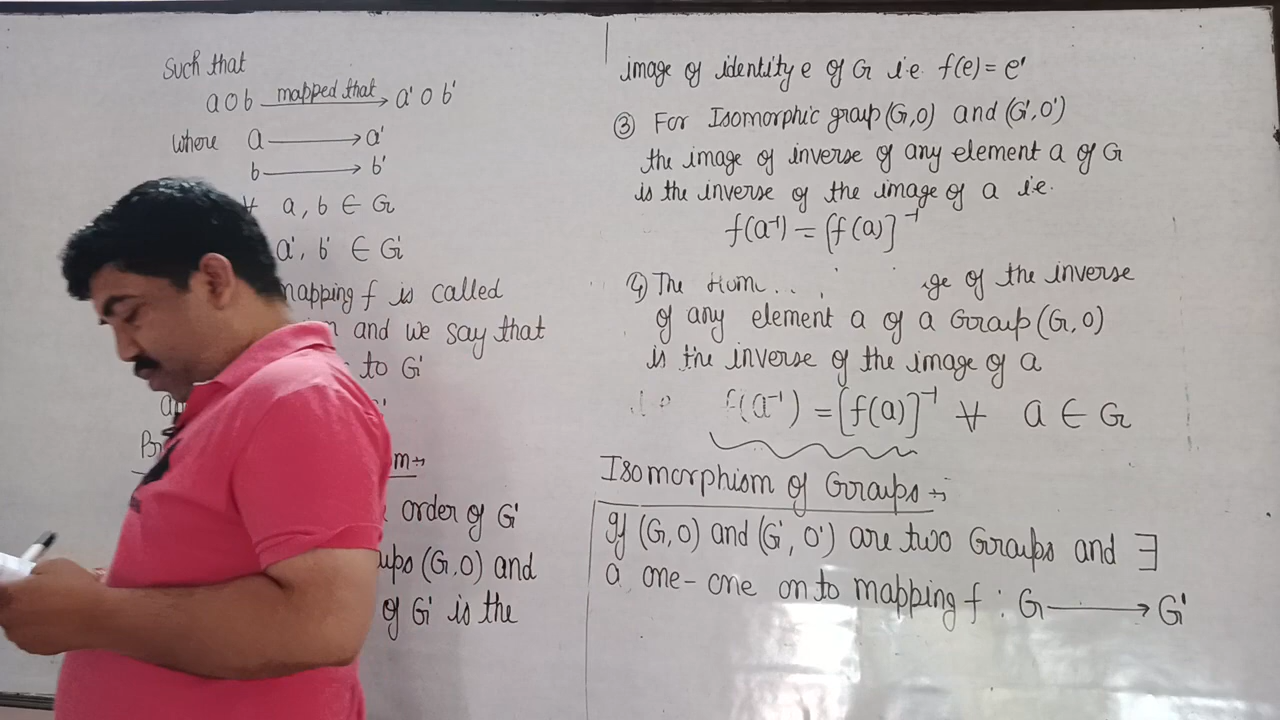 Such that
a o b mapped that a' o b'
where a → a'
b → b'
∀ a, b ∈ G
a', b' ∈ G'
mapping f is called
and we say that
to G'
order of G'
(G, o) and
of G' is the
image of identity e of G i.e f(e) = e'
③ For Isomorphic group (G, o) and (G', o')
the image of inverse of any element a of G
is the inverse of the image of a i.e.
f(a⁻¹) = [f(a)]⁻¹
④ The of the inverse
of any element a of a Group (G, o)
is the inverse of the image of a
f(a⁻¹) = [f(a)]⁻¹ ∀ a ∈ G
Isomorphism of Groups →
If (G, o) and (G', o') are two Groups and ∃
a one-one on to mapping f : G → G'